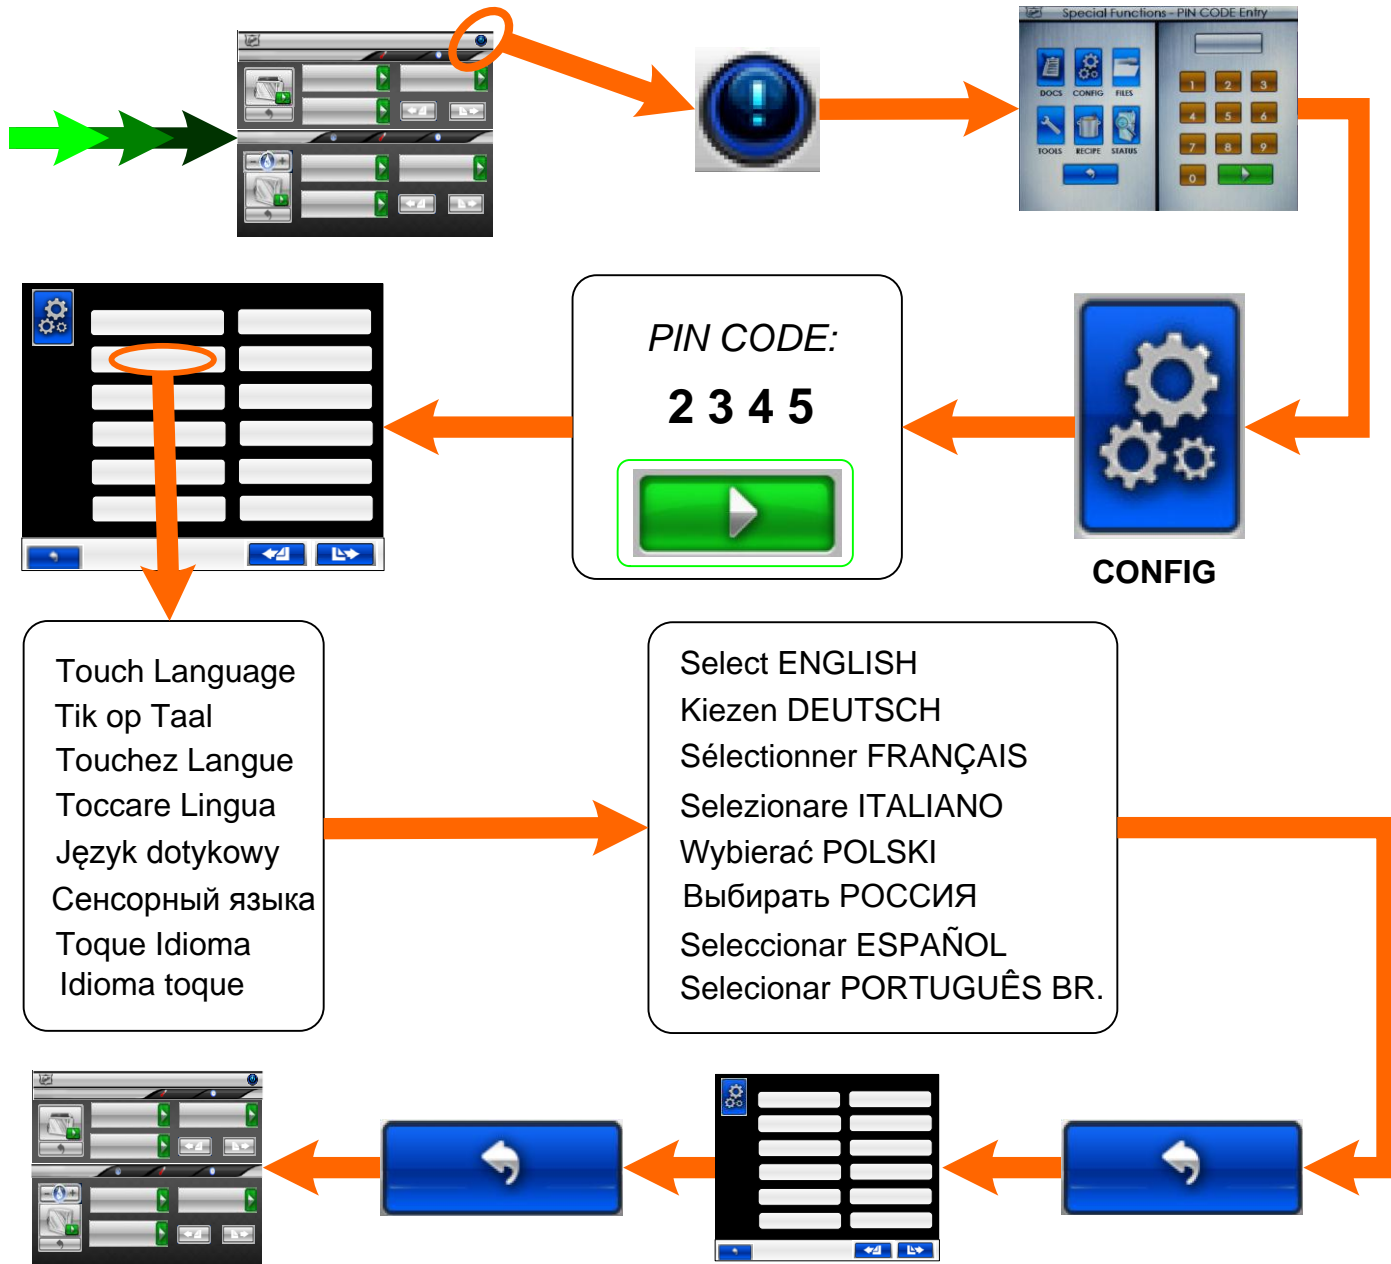 Special Functions - PIN CODE Entry
DOCS CONFIG FILES
TOOLS RECIPE STATUS
1 2 3
4 5 6
7 8 9
0
PIN CODE:
2 3 4 5
CONFIG
Touch Language
Tik op Taal
Touchez Langue
Toccare Lingua
Język dotykowy
Сенсорный языка
Toque Idioma
Idioma toque
Select ENGLISH
Kiezen DEUTSCH
Sélectionner FRANÇAIS
Selezionare ITALIANO
Wybierać POLSKI
Выбирать РОССИЯ
Seleccionar ESPAÑOL
Selecionar PORTUGUÊS BR.